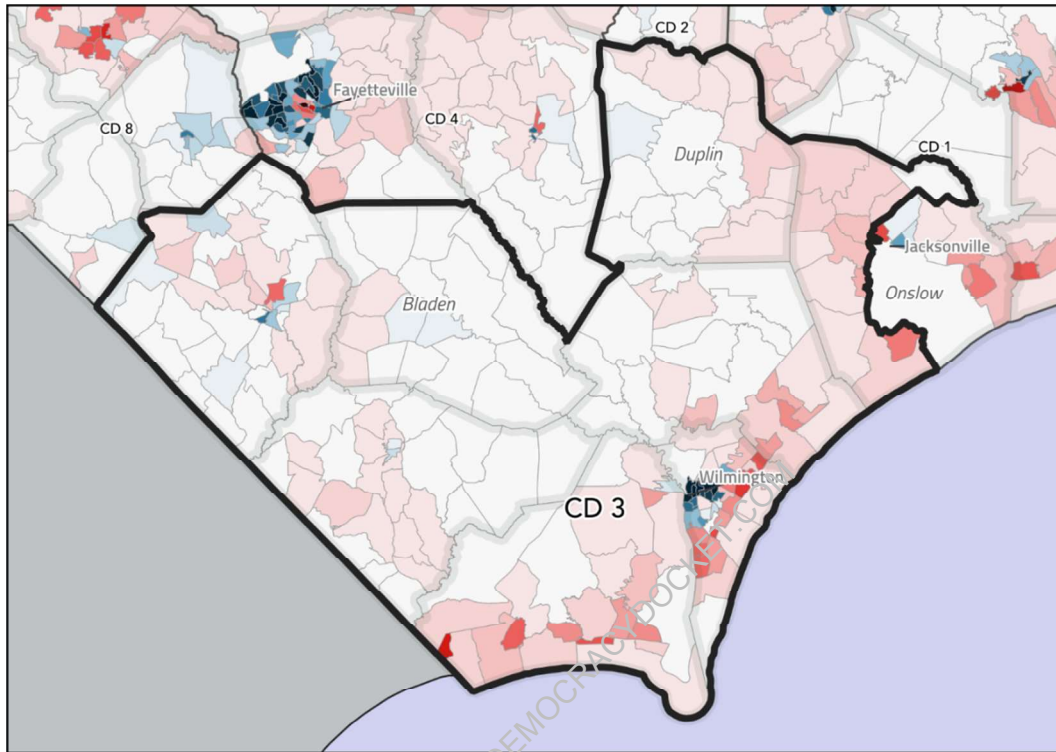 CD 2
Fayetteville
CD 8
CD 4
Duplin
CD 1
Jacksonville
Onslow
Bladen
Wilmington
CD 3
DEMOCRACYDOCKET.COM